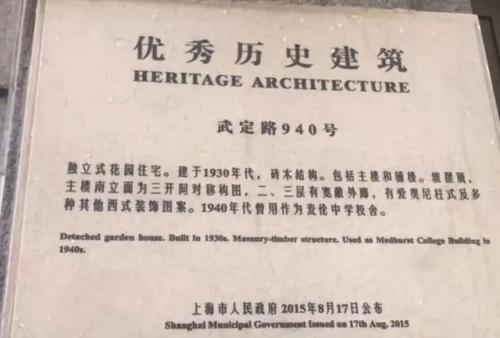 优秀历史建筑
HERITAGE ARCHITECTURE
武定路940号
独立式花园住宅。建于1930年代，砖木结构。包括主楼和辅楼。坡屋顶，
主楼南立面为三开间对称构图，二、三层有宽敞外廊，有爱奥尼柱式及多
种其他西式装饰图案。1940年代曾用作为麦伦中学校舍。
Detached garden house. Built in 1930s. Masonry-timber structure. Used as Medhurst College Building in
1940s.
上海市人民政府 2015年8月17日公布
Shanghai Municipal Government Issued on 17th Aug. 2015